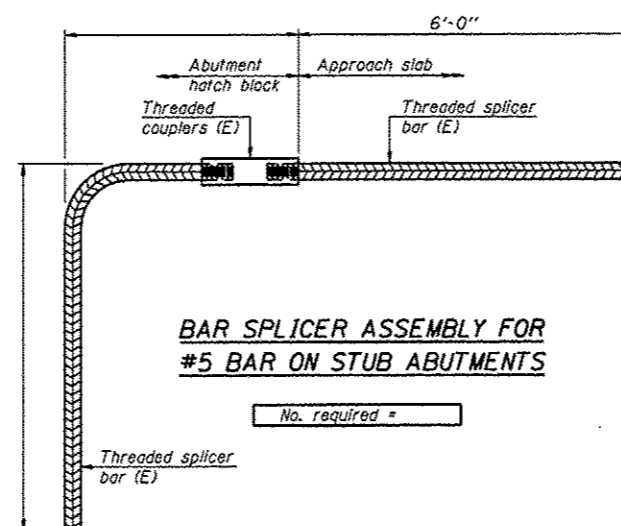 6'-0"
Abutment
hatch block
Approach slab
Threaded
couplers (E)
Threaded splicer
bar (E)
BAR SPLICER ASSEMBLY FOR
#5 BAR ON STUB ABUTMENTS
No. required =
Threaded splicer
bar (E)